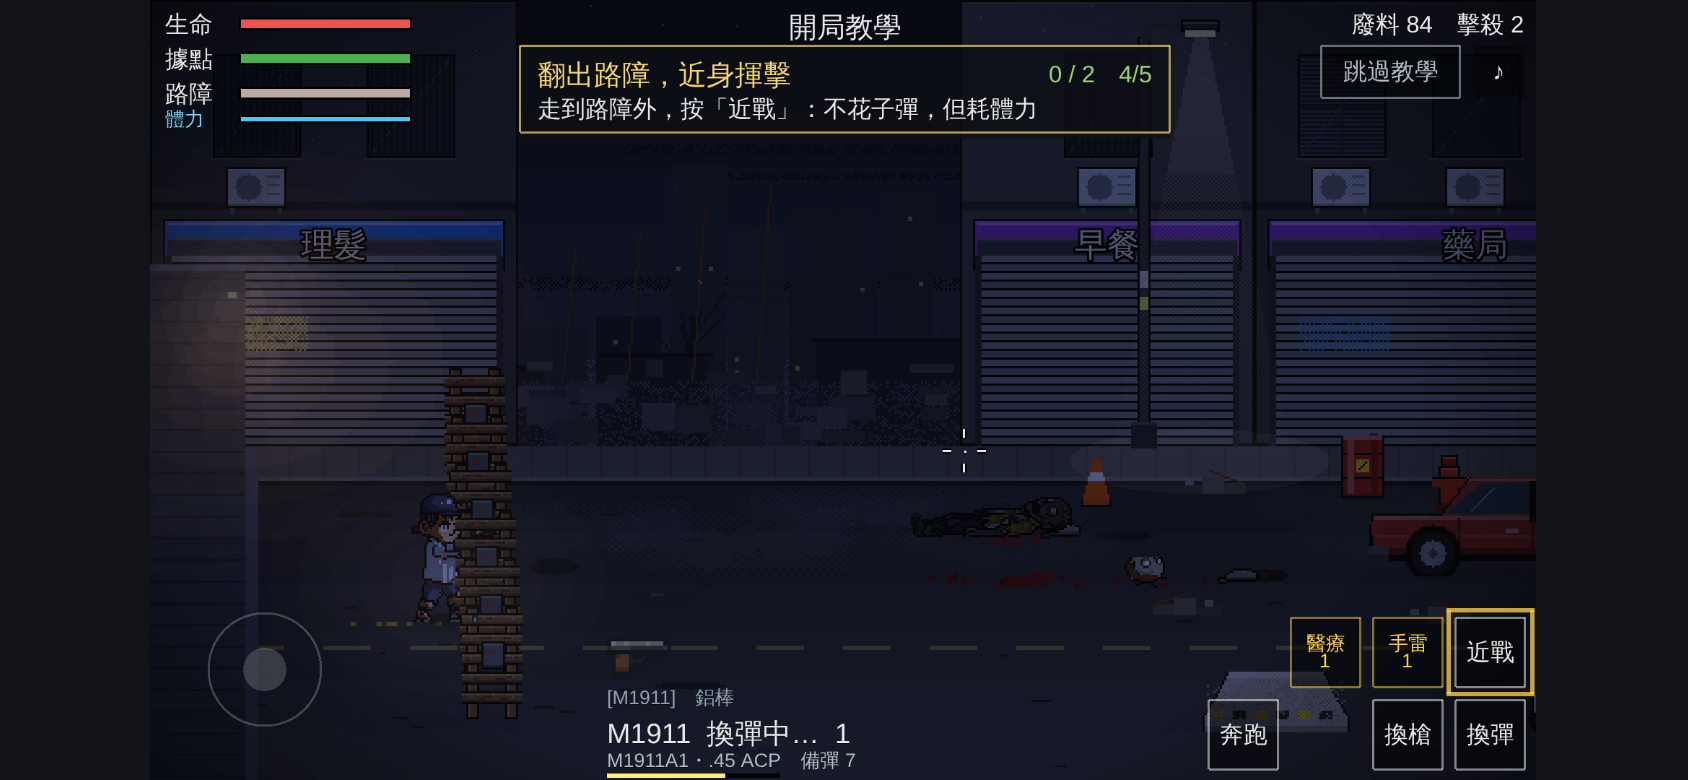 生命
據點
路障
體力
開局教學
翻出路障，近身揮擊 0 / 2 4/5
走到路障外，按「近戰」：不花子彈，但耗體力
廢料 84 擊殺 2
跳過教學 ♪
理髮
早餐
藥局
醫療
1
手雷
1
近戰
奔跑
換槍
換彈
[M1911] 鋁棒
M1911 換彈中… 1
M1911A1・.45 ACP 備彈 7